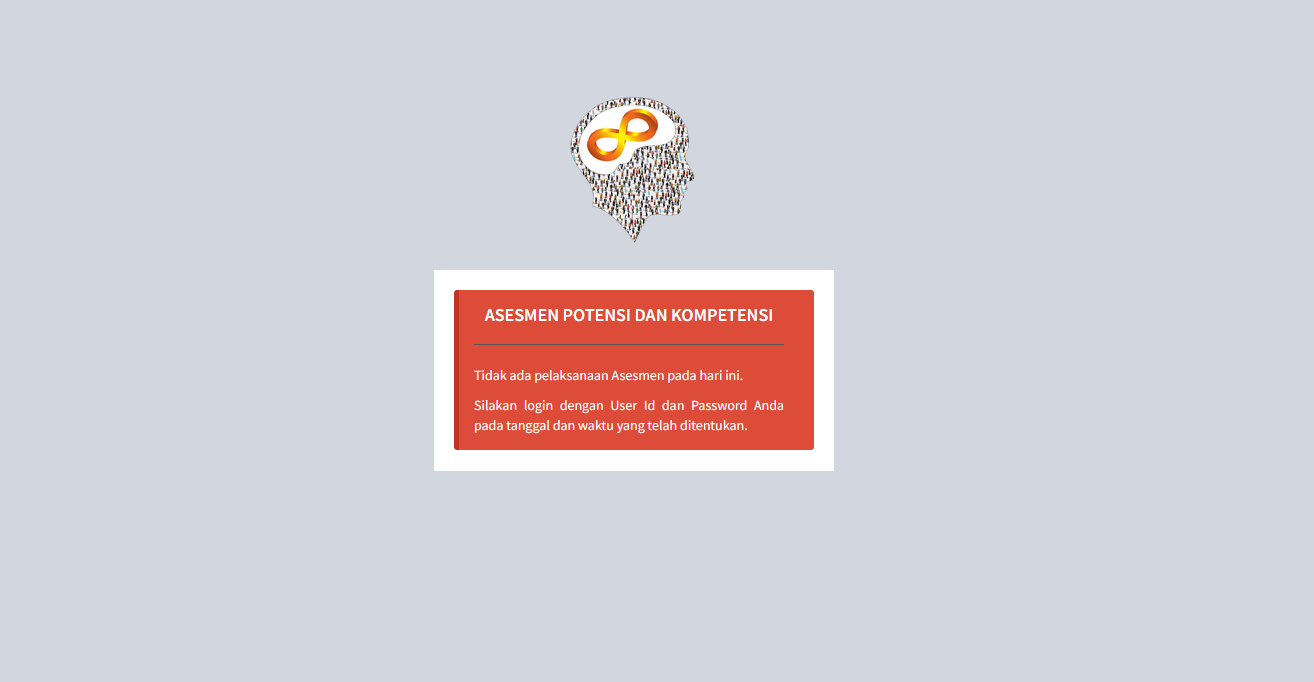 ASESMEN POTENSI DAN KOMPETENSI
Tidak ada pelaksanaan Asesmen pada hari ini.
Silakan login dengan User Id dan Password Anda
pada tanggal dan waktu yang telah ditentukan.